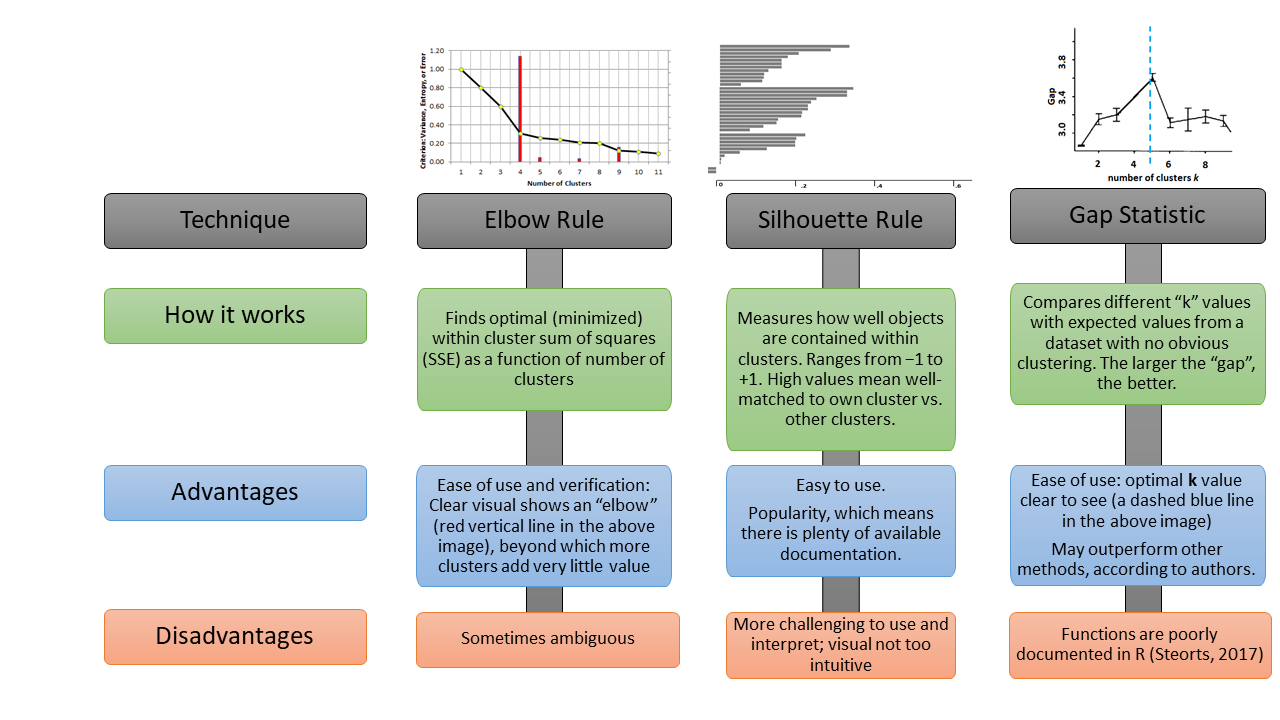 1.20
1.00
0.80
0.60
0.40
0.20
0.00
Criterion: Variance, Entropy, or Error
1 2 3 4 5 6 7 8 9 10 11
Number of Clusters
0 .2 .4 .6
Gap
3.8
3.4
3.0
2 4 6 8
number of clusters k
Technique
Elbow Rule
Silhouette Rule
Gap Statistic
How it works
Finds optimal (minimized)
within cluster sum of squares
(SSE) as a function of number of
clusters
Measures how well objects
are contained within
clusters. Ranges from –1 to
+1. High values mean well-
matched to own cluster vs.
other clusters.
Compares different “k” values
with expected values from a
dataset with no obvious
clustering. The larger the “gap”,
the better.
Advantages
Ease of use and verification:
Clear visual shows an “elbow”
(red vertical line in the above
image), beyond which more
clusters add very little value
Easy to use.
Popularity, which means
there is plenty of available
documentation.
Ease of use: optimal k value
clear to see (a dashed blue line
in the above image)
May outperform other
methods, according to authors.
Disadvantages
Sometimes ambiguous
More challenging to use and
interpret; visual not too
intuitive
Functions are poorly
documented in R (Steorts, 2017)